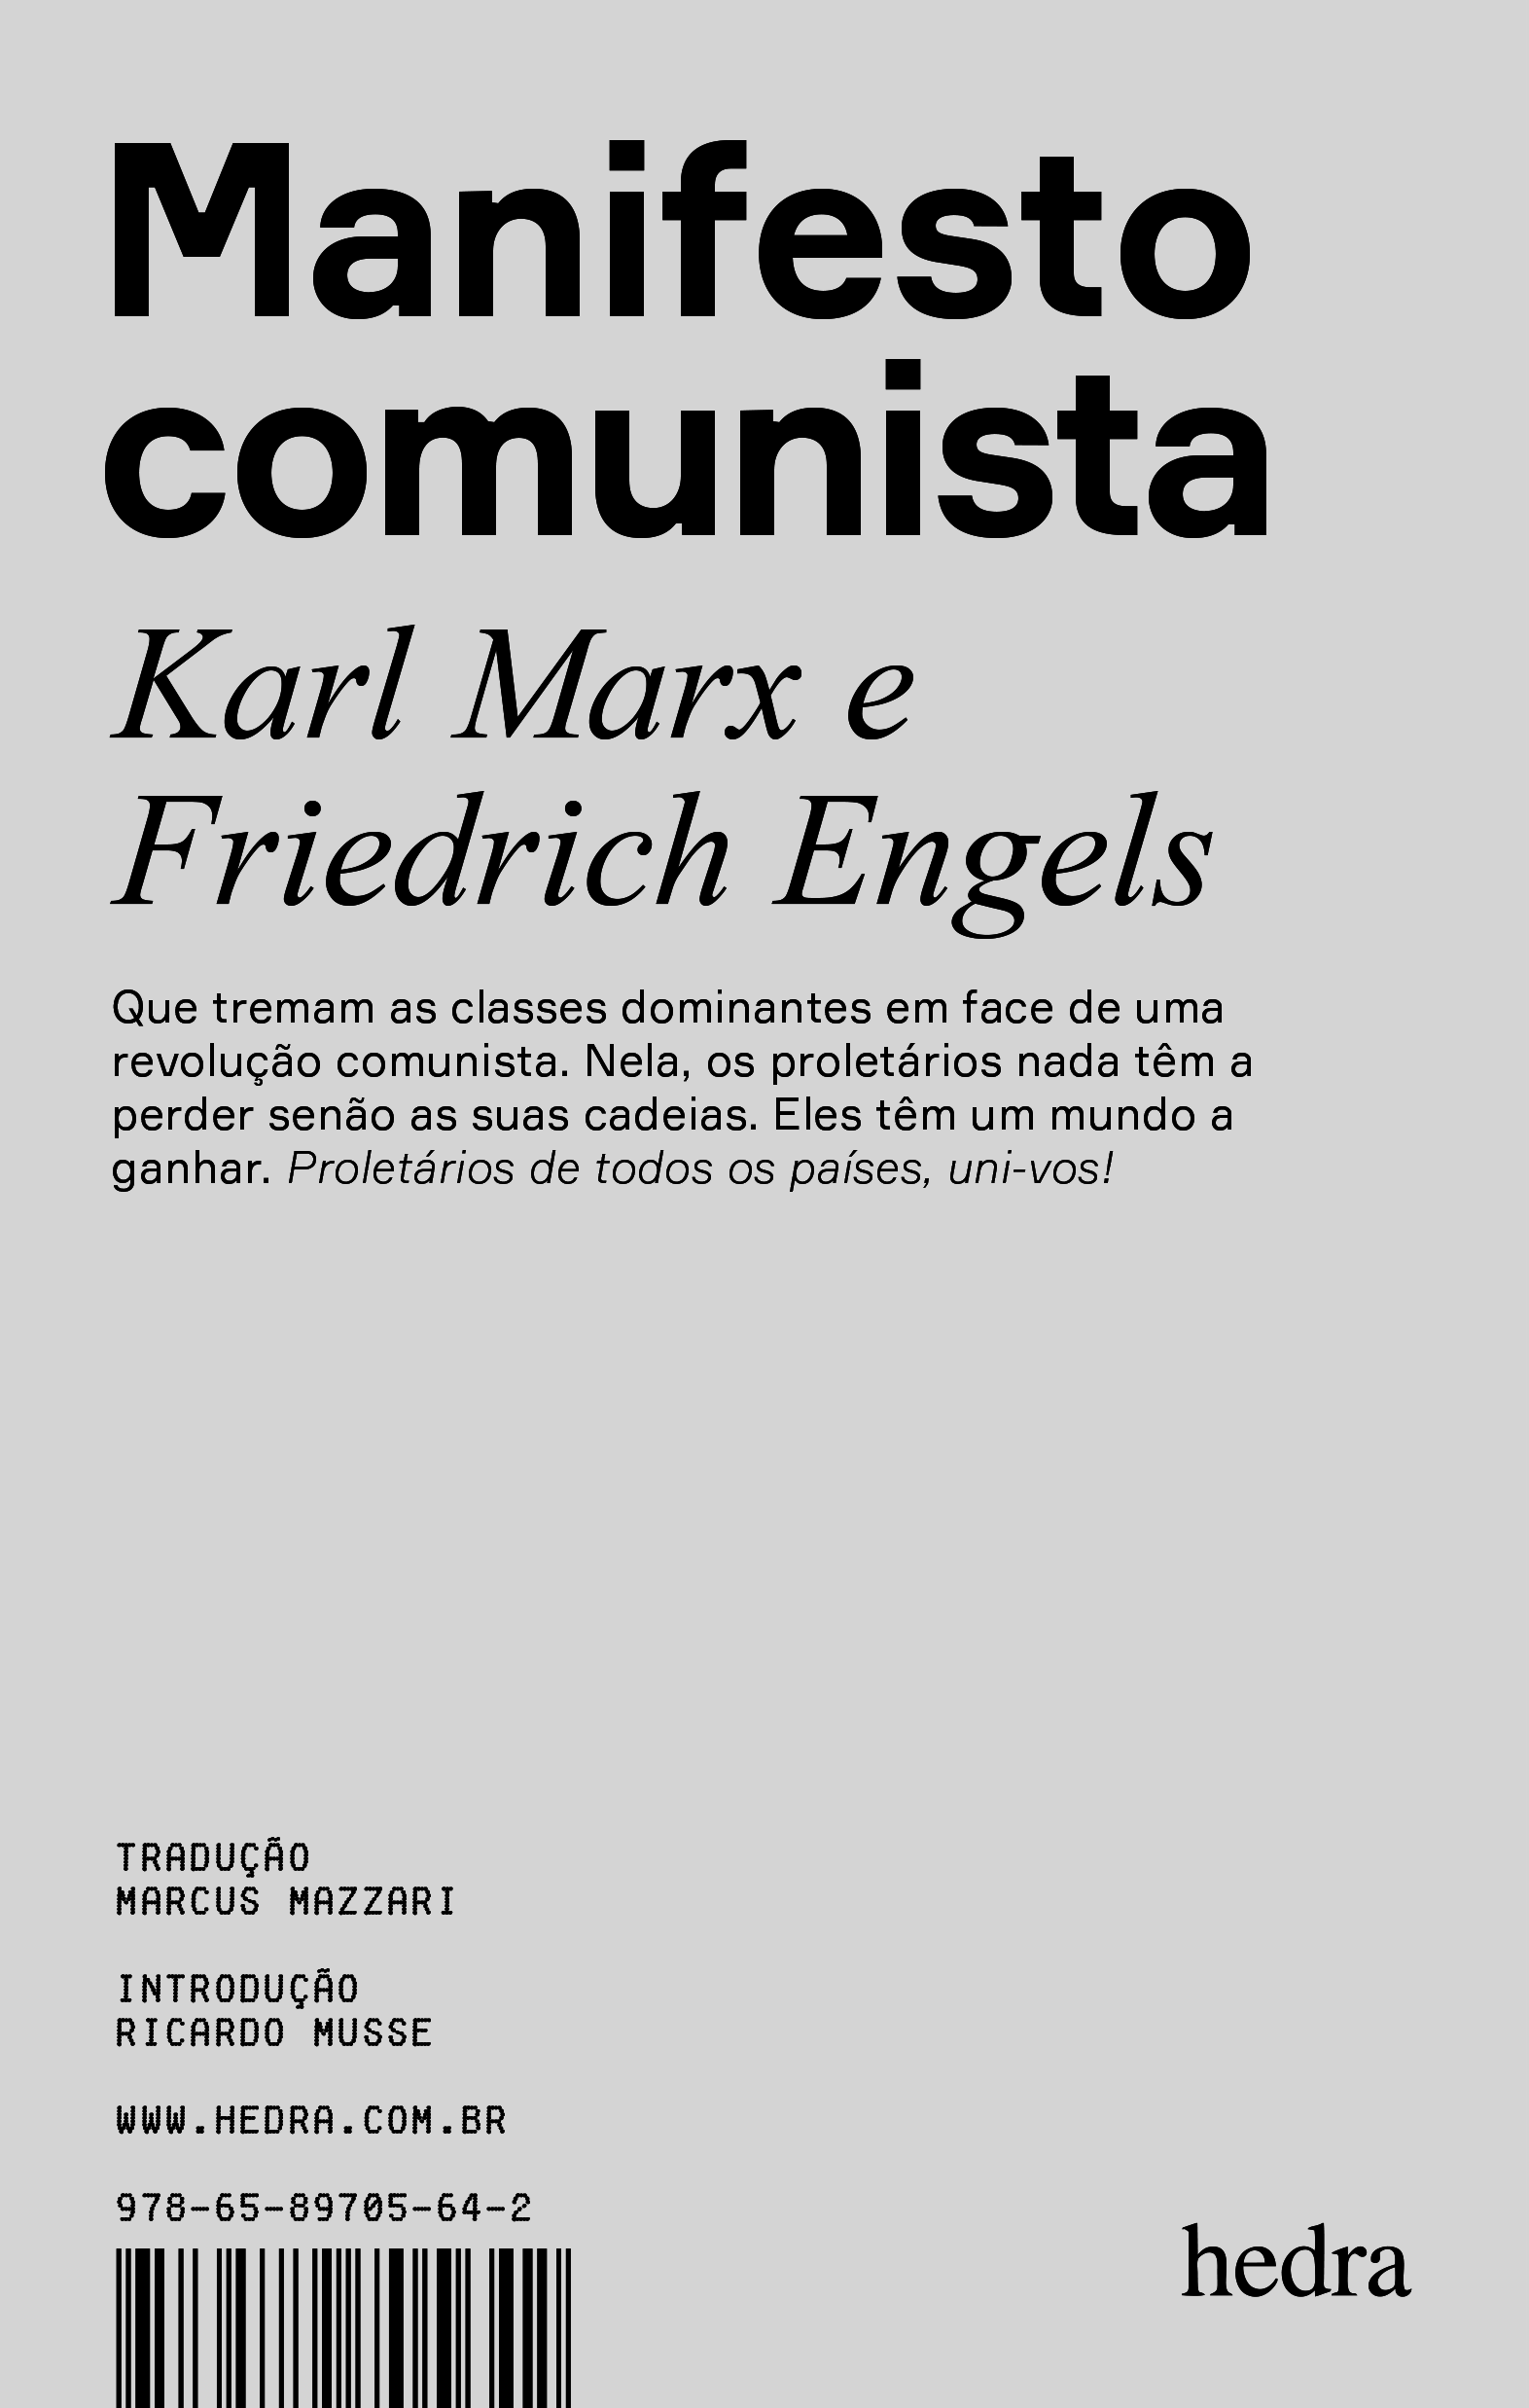 Manifesto
comunista
Karl Marx e
Friedrich Engels
Que tremam as classes dominantes em face de uma
revolução comunista. Nela, os proletários nada têm a
perder senão as suas cadeias. Eles têm um mundo a
ganhar. Proletários de todos os países, uni-vos!
TRADUÇÃO
MARCUS MAZZARI
INTRODUÇÃO
RICARDO MUSSE
WWW.HEDRA.COM.BR
978-65-89705-64-2
hedra